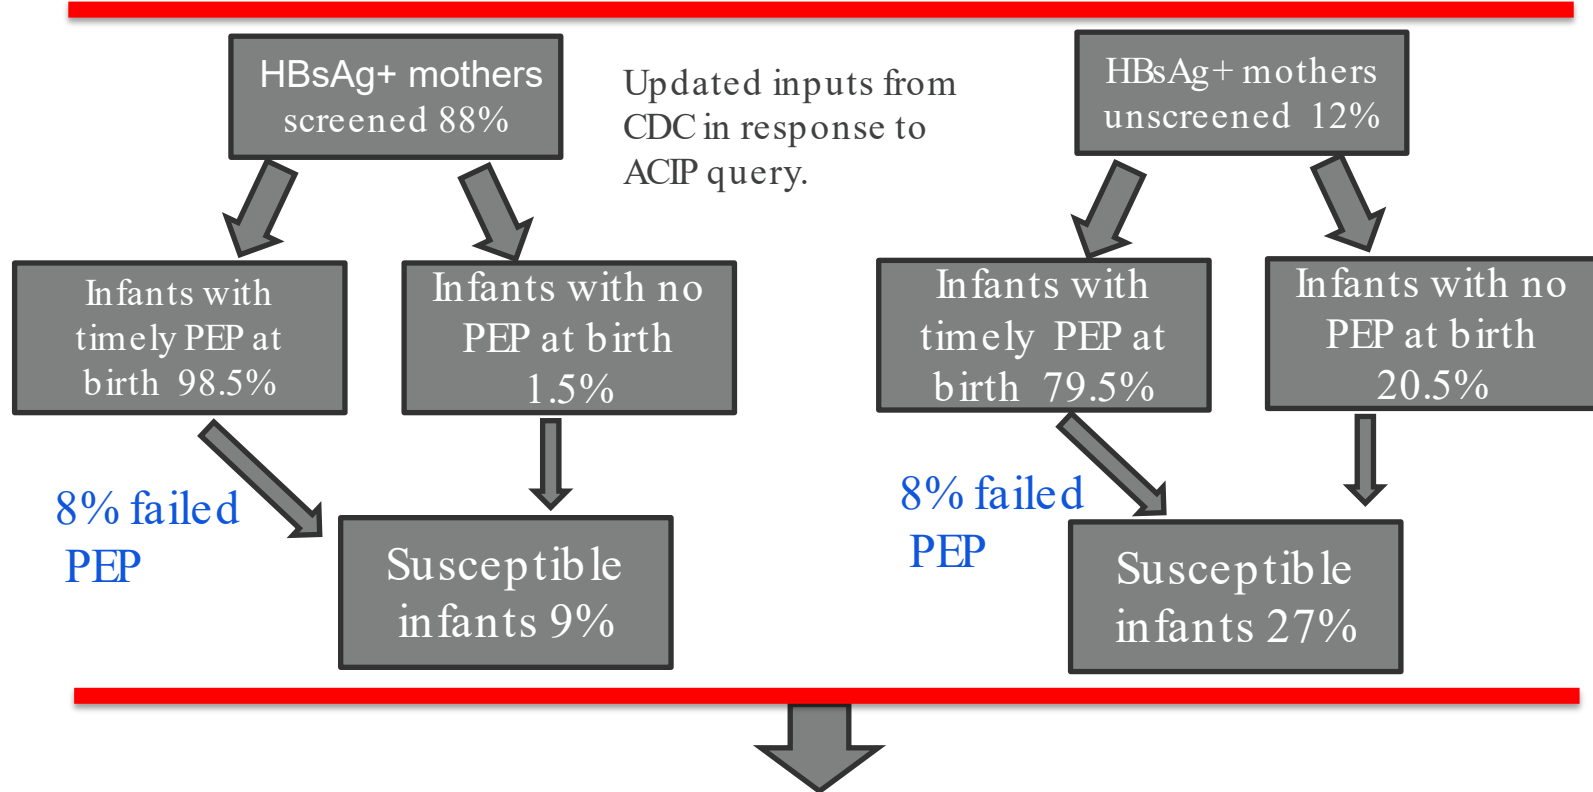 HBsAg+ mothers
screened 88%
Updated inputs from
CDC in response to
ACIP query.
HBsAg+ mothers
unscreened 12%
Infants with
timely PEP at
birth 98.5%
Infants with no
PEP at birth
1.5%
Infants with
timely PEP at
birth 79.5%
Infants with no
PEP at birth
20.5%
8% failed
PEP
Susceptible
infants 9%
8% failed
PEP
Susceptible
infants 27%